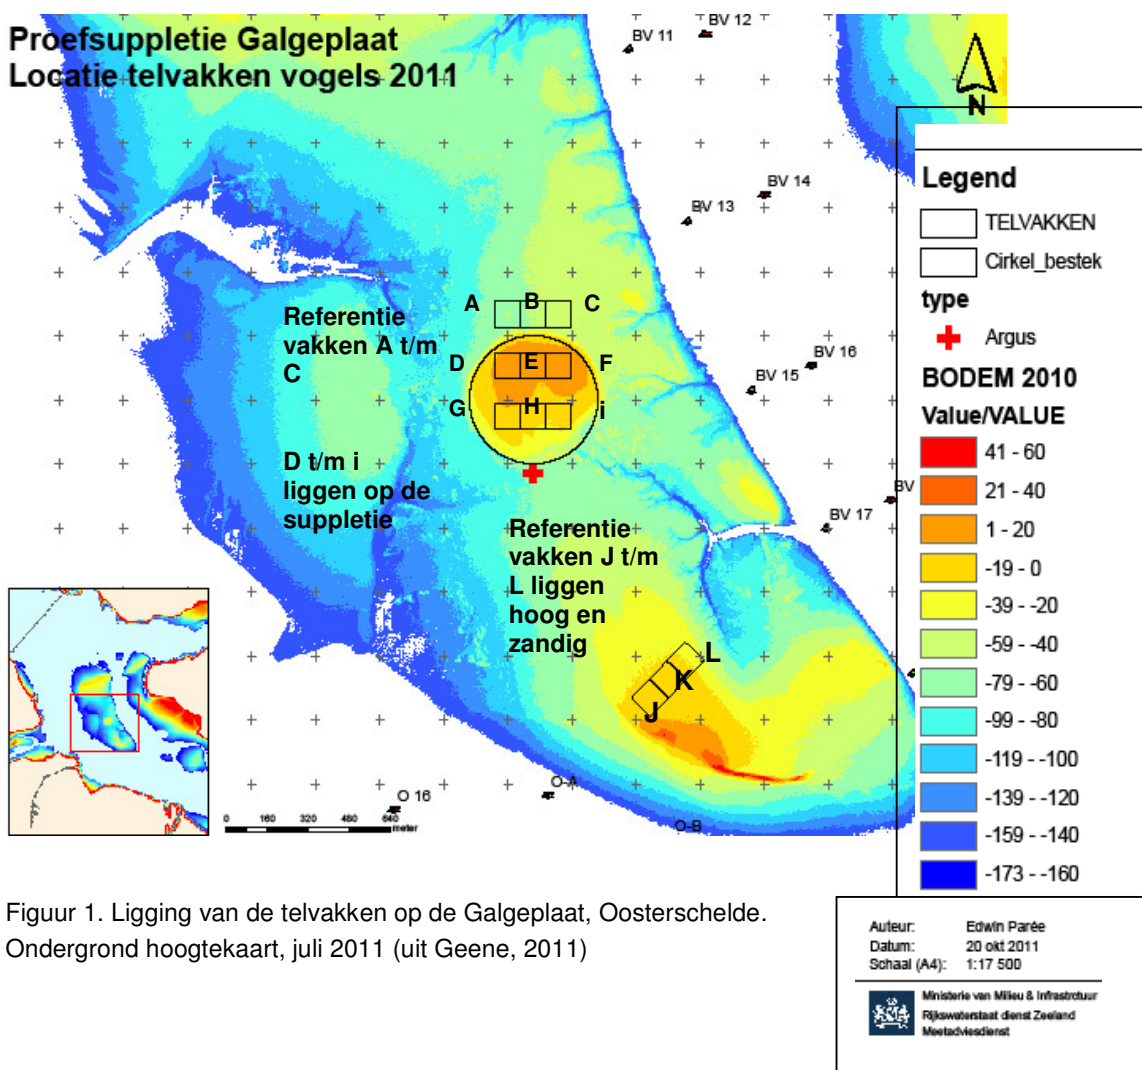 Proefsuppletie Galgeplaat
Locatie telvakken vogels 2011
BV 11
BV 12
N
BV 13
BV 14
BV 15
BV 16
BV
BV 17
A
B
C
D
E
F
G
H
i
Referentie
vakken A t/m
C
D t/m i
liggen op de
suppletie
Referentie
vakken J t/m
L liggen
hoog en
zandig
L
K
J
O 16
O-A
O-B
0 160 320 480 640
meter
Legend
TELVAKKEN
Cirkel_bestek
type
Argus
BODEM 2010
Value/VALUE
41 - 60
21 - 40
1 - 20
-19 - 0
-39 - -20
-59 - -40
-79 - -60
-99 - -80
-119 - -100
-139 - -120
-159 - -140
-173 - -160
Figuur 1. Ligging van de telvakken op de Galgeplaat, Oosterschelde.
Ondergrond hoogtekaart, juli 2011 (uit Geene, 2011)
Auteur: Edwin Parée
Datum: 20 okt 2011
Schaal (A4): 1:17 500
Ministerie van Milieu & Infrastrctuur
Rijkswaterstaat dienst Zeeland
Meetadviesdienst